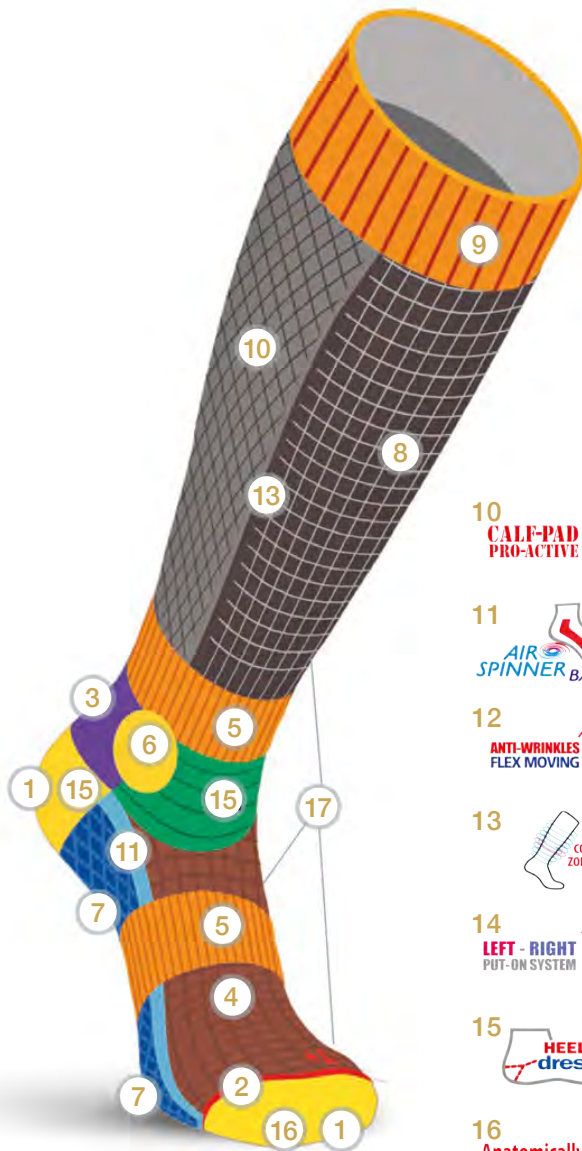 9
10
8
13
10
CALF-PAD
PRO-ACTIVE
11
AIR
SPINNER
3
5
6
12
ANTI-WRINKLES
FLEX MOVING
1
15
15
17
13
11
7
5
14
LEFT - RIGHT
PUT-ON SYSTEM
4
15
HEEL
7
2
16
1
16
Anatomically